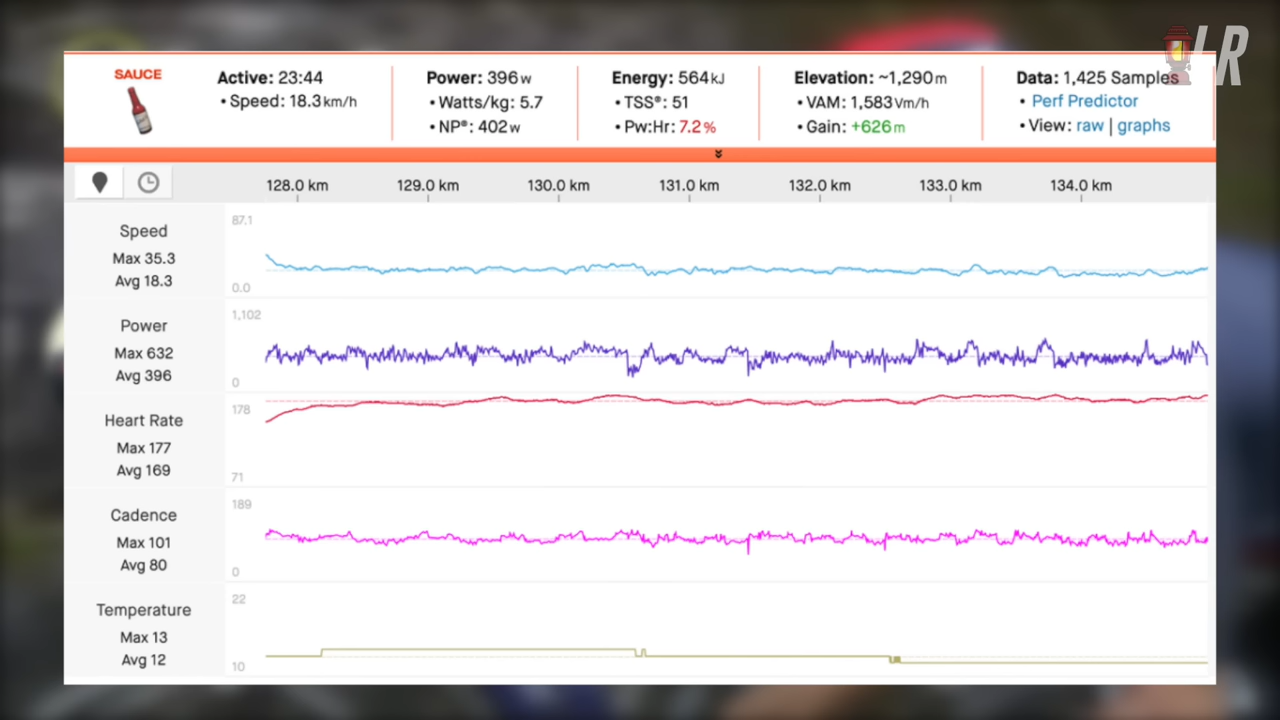 LR
SAUCE
Active: 23:44
• Speed: 18.3km/h
Power: 396w
• Watts/kg: 5.7
• NP®: 402w
Energy: 564kJ
• TSS®: 51
• Pw:Hr: 7.2%
Elevation: ~1,290m
• VAM: 1,583Vm/h
• Gain: +626m
Data: 1,425 Samples
• Perf Predictor
• View: raw | graphs
128.0 km 129.0 km 130.0 km 131.0 km 132.0 km 133.0 km 134.0 km
Speed
Max 35.3
Avg 18.3
87.1
0.0
Power
Max 632
Avg 396
1,102
0
Heart Rate
Max 177
Avg 169
178
71
Cadence
Max 101
Avg 80
189
0
Temperature
Max 13
Avg 12
22
10